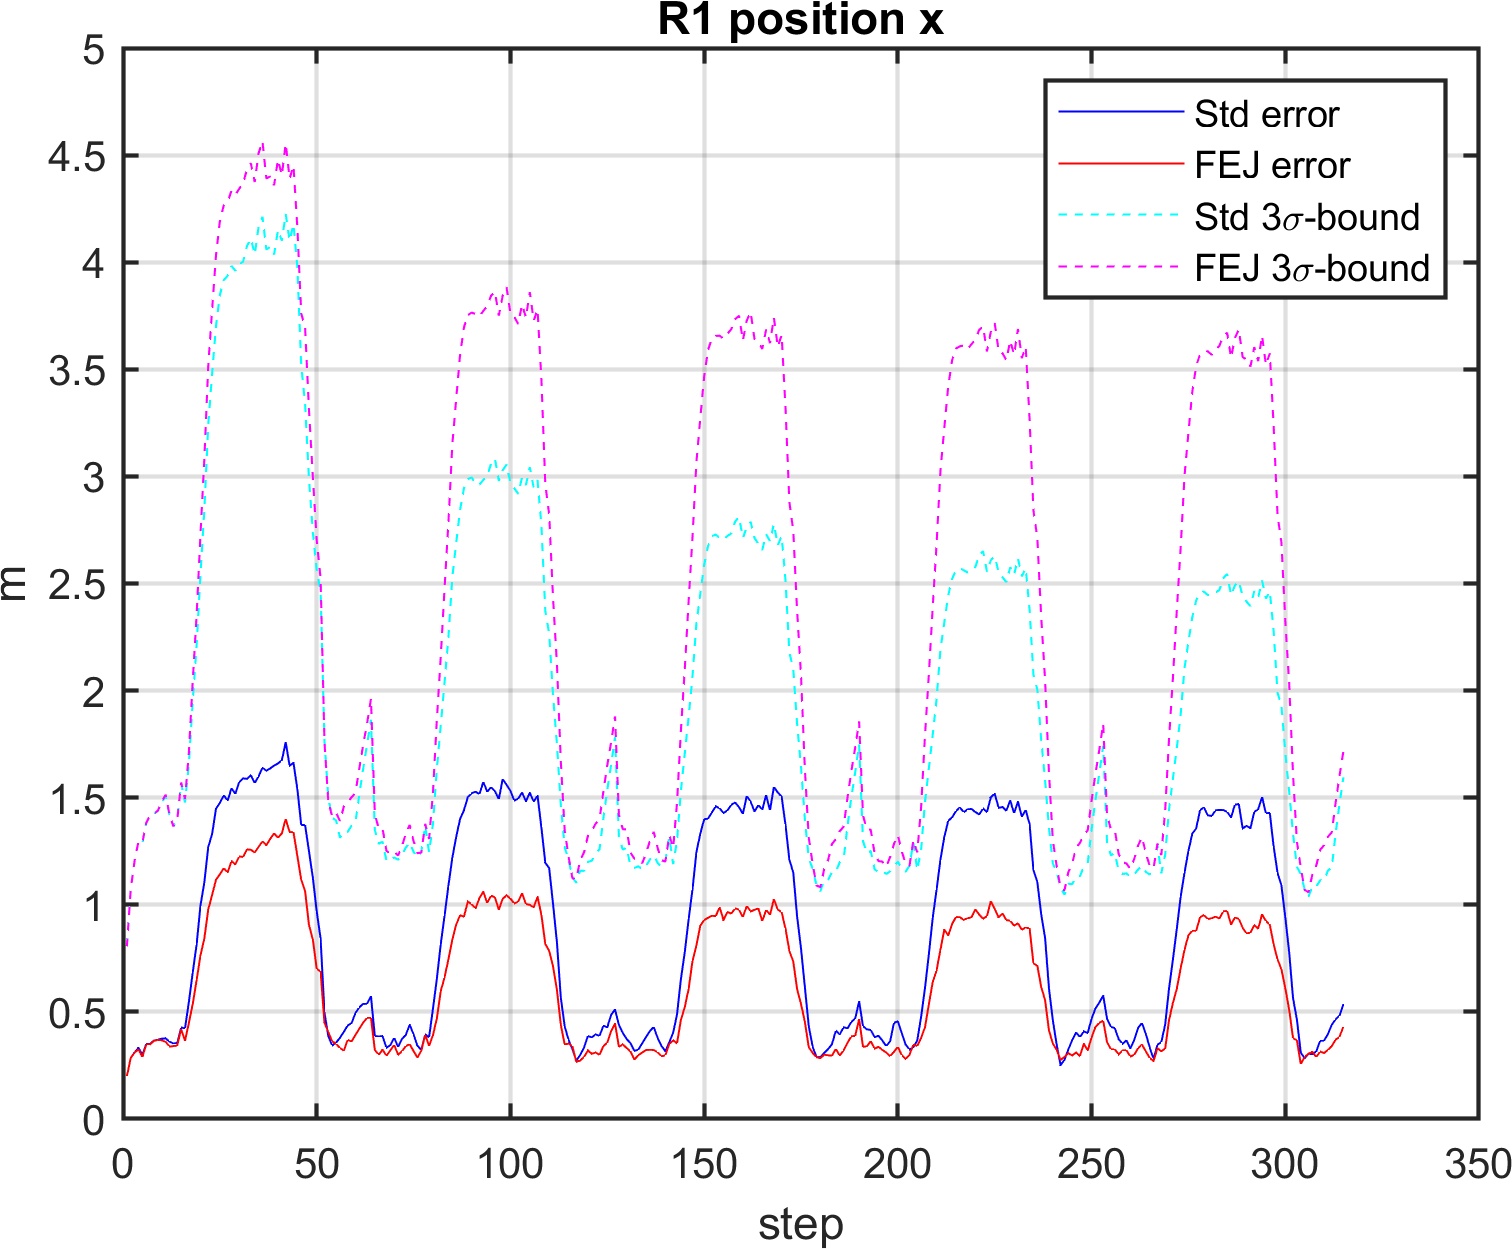 R1 position x
5
4.5
4
3.5
3
2.5
2
1.5
1
0.5
0
m
Std error
FEJ error
Std 3σ-bound
FEJ 3σ-bound
0 50 100 150 200 250 300 350
step